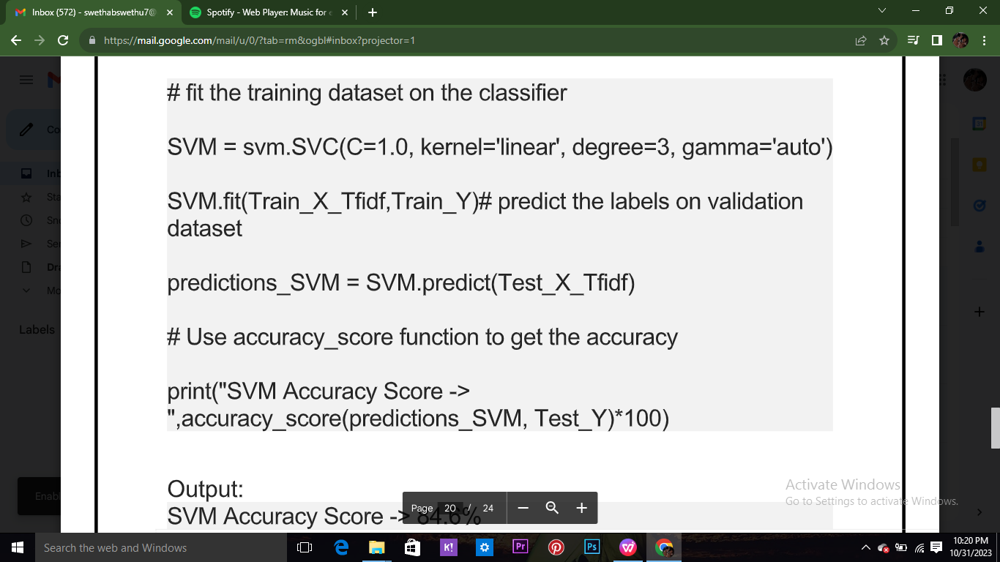 Inbox (572) - swethabswethu7@
Spotify - Web Player: Music for e
https://mail.google.com/mail/u/0/?tab=rm&ogbl#inbox?projector=1
# fit the training dataset on the classifier
SVM = svm.SVC(C=1.0, kernel='linear', degree=3, gamma='auto')
SVM.fit(Train_X_Tfidf,Train_Y)# predict the labels on validation
dataset
predictions_SVM = SVM.predict(Test_X_Tfidf)
# Use accuracy_score function to get the accuracy
print("SVM Accuracy Score ->
",accuracy_score(predictions_SVM, Test_Y)*100)
Output:
SVM Accuracy Score -> 84.6%
Co
Inb
Sta
Sno
Se
Dra
Mo
Labels
Enabl
Page 20 / 24
Activate Windows
Go to Settings to activate Windows.
Search the web and Windows
K!
Pr
Ps
10:20 PM
10/31/2023